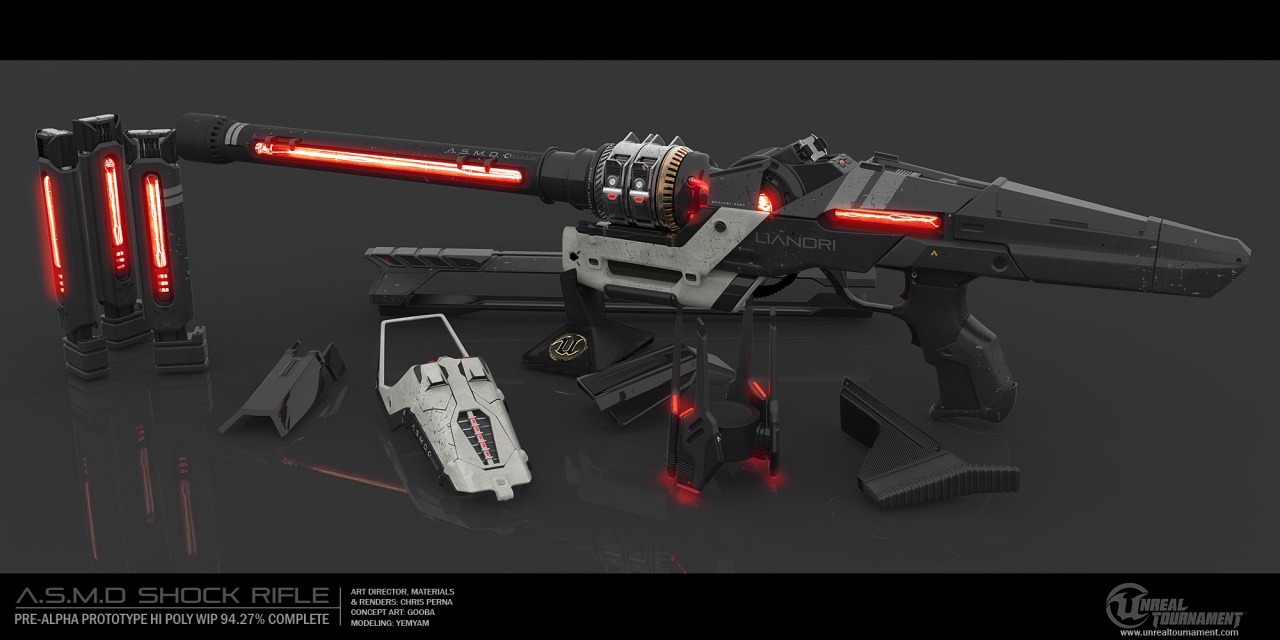 A.S.M.D
LIANDRI
A.S.M.D
A.S.M.D SHOCK RIFLE
PRE-ALPHA PROTOTYPE HI POLY WIP 94.27% COMPLETE
ART DIRECTOR, MATERIALS
& RENDERS: CHRIS PERNA
CONCEPT ART: GOOBA
MODELING: YEMYAM
UNREAL
TOURNAMENT
www.unrealtournament.com